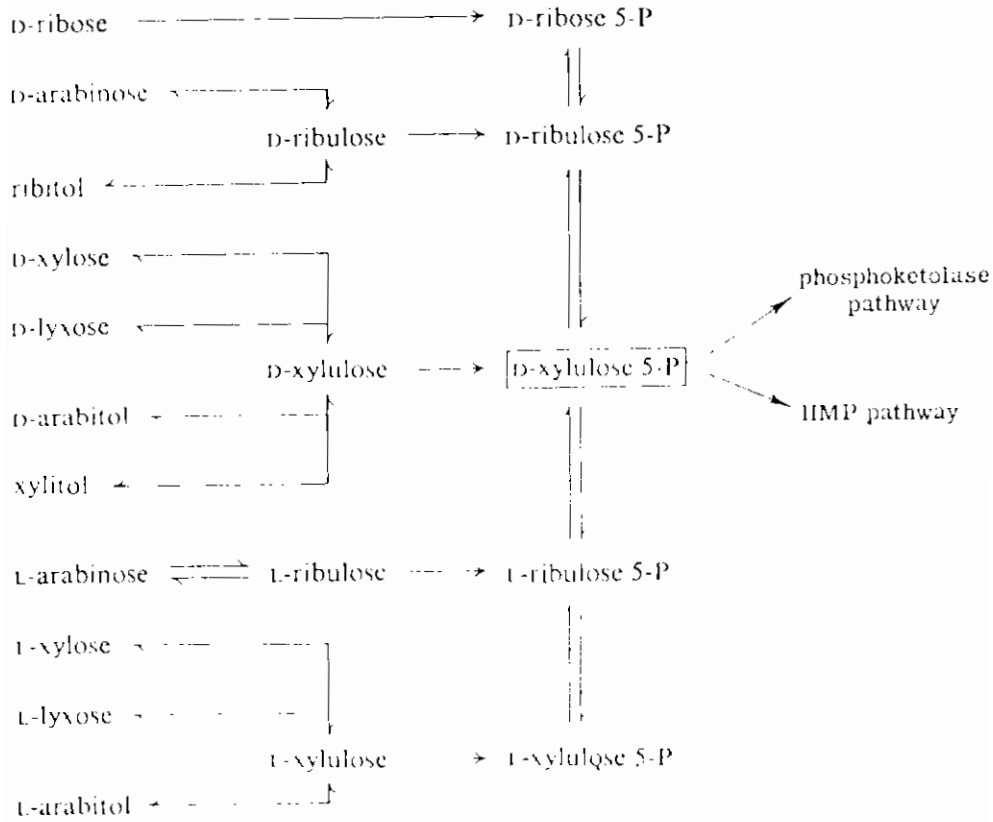 D-ribose D-ribose 5-P
D-arabinose
D-ribulose D-ribulose 5-P
ribitol
D-xylose
phosphoketolase
pathway
D-lyxose
D-xylulose D-xylulose 5-P
D-arabitol
HMP pathway
xylitol
L-arabinose L-ribulose L-ribulose 5-P
L-xylose
L-lyxose
L-xylulose L-xylulose 5-P
L-arabitol